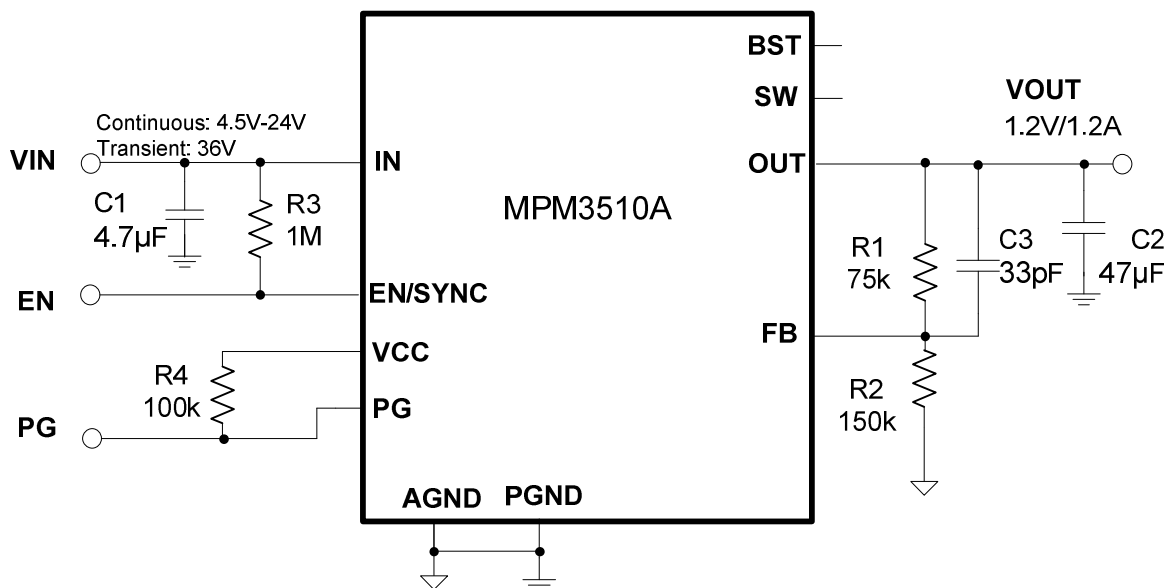 BST
SW
VOUT
1.2V/1.2A
Continuous: 4.5V-24V
Transient: 36V
VIN
IN
OUT
MPM3510A
C1
4.7µF
R3
1M
R1
75k
C3
33pF
C2
47µF
EN
EN/SYNC
FB
VCC
R4
100k
PG
PG
R2
150k
AGND
PGND